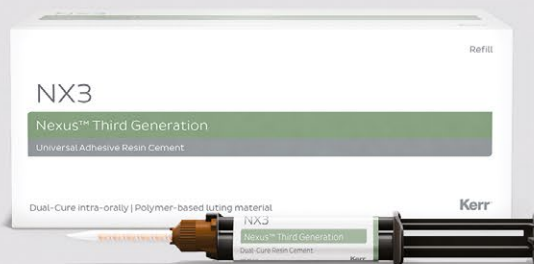 Refill
NX3
Nexus™ Third Generation
Universal Adhesive Resin Cement
Dual-Cure intra-orally | Polymer-based luting material
Kerr
NX3
Nexus™ Third Generation
Dual-Cure Resin Cement
Kerr